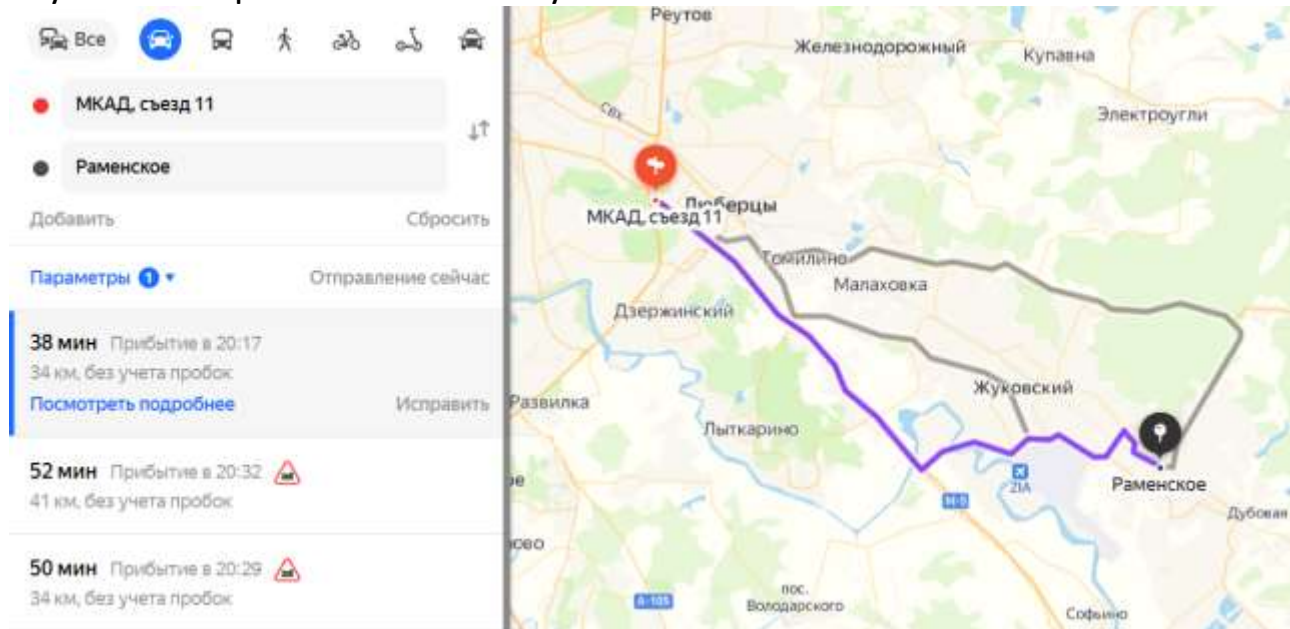 Все
МКАД, съезд 11
Раменское
Добавить
Сбросить
Параметры 1
Отправление сейчас
38 мин Прибытие в 20:17
34 км, без учета пробок
Посмотреть подробнее
Исправить
52 мин Прибытие в 20:32
41 км, без учета пробок
50 мин Прибытие в 20:29
34 км, без учета пробок
Реутов
Железнодорожный
Купавна
СВХ
Электроугли
Люберцы
МКАД, съезд 11
Томилино
Малаховка
Дзержинский
Жуковский
Развилка
Лыткарино
ZIA
Раменское
М-5
Дубовая
А-105
пос.
Володарского
Софьино